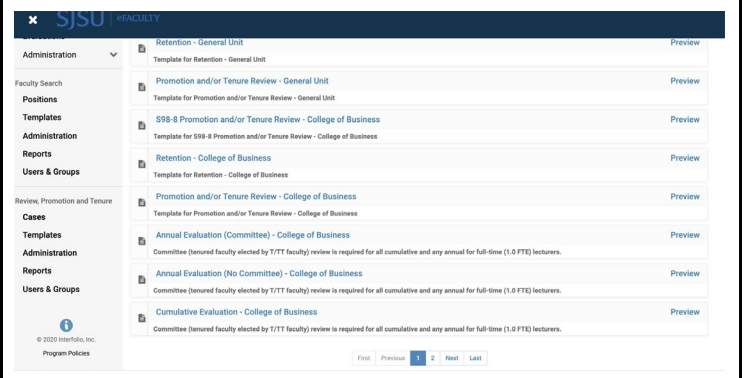 × SJSU | eFACULTY
Evaluations
Administration
Faculty Search
Positions
Templates
Administration
Reports
Users & Groups
Review, Promotion and Tenure
Cases
Templates
Administration
Reports
Users & Groups
© 2020 Interfolio, Inc.
Program Policies
Retention - General Unit Preview
Template for Retention - General Unit
Promotion and/or Tenure Review - General Unit Preview
Template for Promotion and/or Tenure Review - General Unit
S98-8 Promotion and/or Tenure Review - College of Business Preview
Template for S98-8 Promotion and/or Tenure Review - College of Business
Retention - College of Business Preview
Template for Retention - College of Business
Promotion and/or Tenure Review - College of Business Preview
Template for Promotion and/or Tenure Review - College of Business
Annual Evaluation (Committee) - College of Business Preview
Committee (tenured faculty elected by T/TT faculty) review is required for all cumulative and any annual for full-time (1.0 FTE) lecturers.
Annual Evaluation (No Committee) - College of Business Preview
Committee (tenured faculty elected by T/TT faculty) review is required for all cumulative and any annual for full-time (1.0 FTE) lecturers.
Cumulative Evaluation - College of Business Preview
Committee (tenured faculty elected by T/TT faculty) review is required for all cumulative and any annual for full-time (1.0 FTE) lecturers.
First Previous 1 2 Next Last